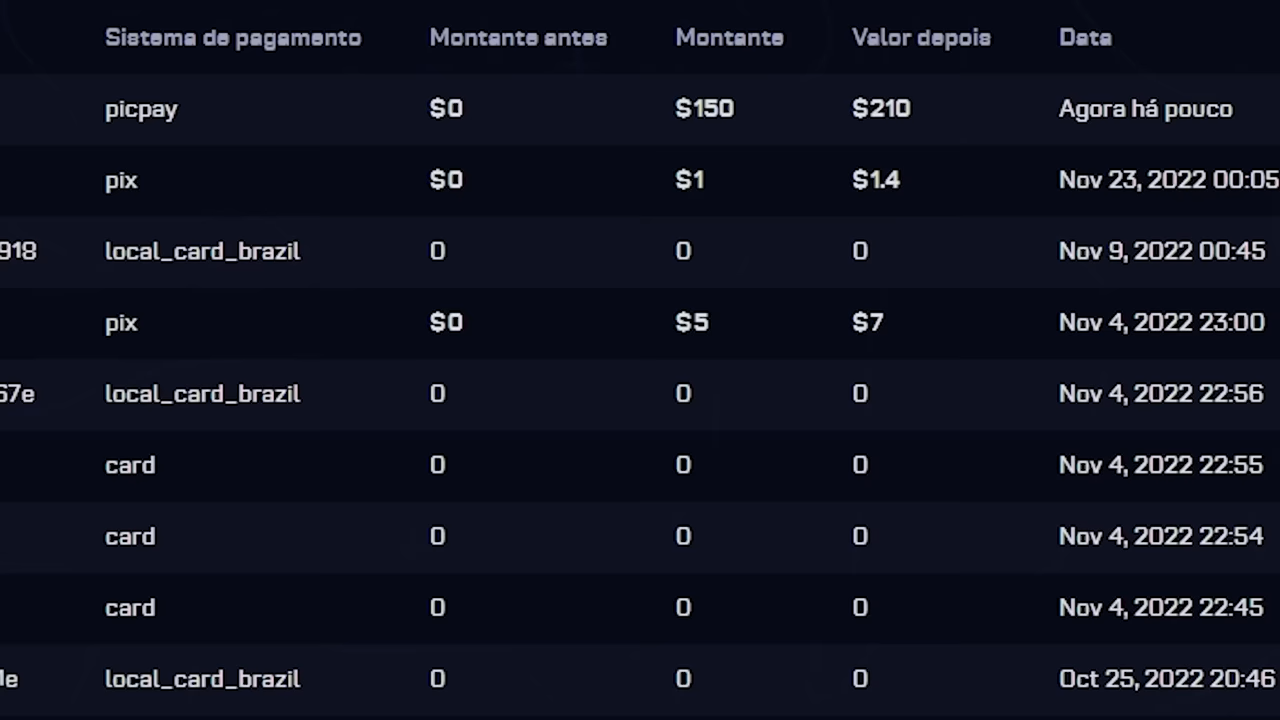 Sistema de pagamento Montante antes Montante Valor depois Data
picpay $0 $150 $210 Agora há pouco
pix $0 $1 $1.4 Nov 23, 2022 00:05
918 local_card_brazil 0 0 0 Nov 9, 2022 00:45
pix $0 $5 $7 Nov 4, 2022 23:00
67e local_card_brazil 0 0 0 Nov 4, 2022 22:56
card 0 0 0 Nov 4, 2022 22:55
card 0 0 0 Nov 4, 2022 22:54
card 0 0 0 Nov 4, 2022 22:45
local_card_brazil 0 0 0 Oct 25, 2022 20:46